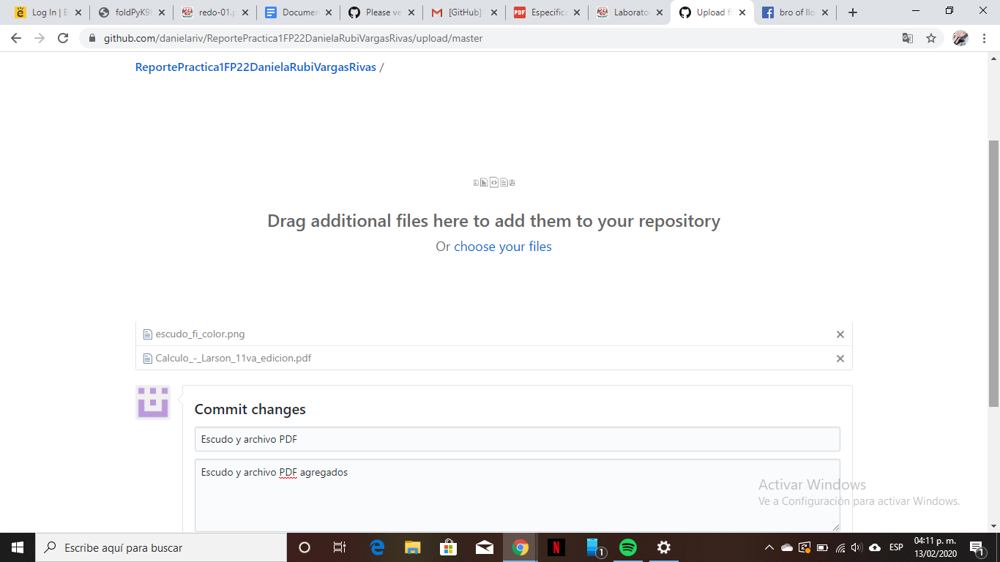 Log In | E
foldPyK9
redo-01.p
Documen
Please ve
[GitHub]
Especifica
Laborato
Upload fi
bro of llo
github.com/danielariv/ReportePractica1FP22DanielaRubiVargasRivas/upload/master
ReportePractica1FP22DanielaRubiVargasRivas /
Drag additional files here to add them to your repository
Or choose your files
escudo_fi_color.png
Calculo_-_Larson_11va_edicion.pdf
Commit changes
Escudo y archivo PDF
Escudo y archivo PDF agregados
Activar Windows
Ve a Configuración para activar Windows.
Escribe aquí para buscar
1
ESP
04:11 p. m.
13/02/2020
1